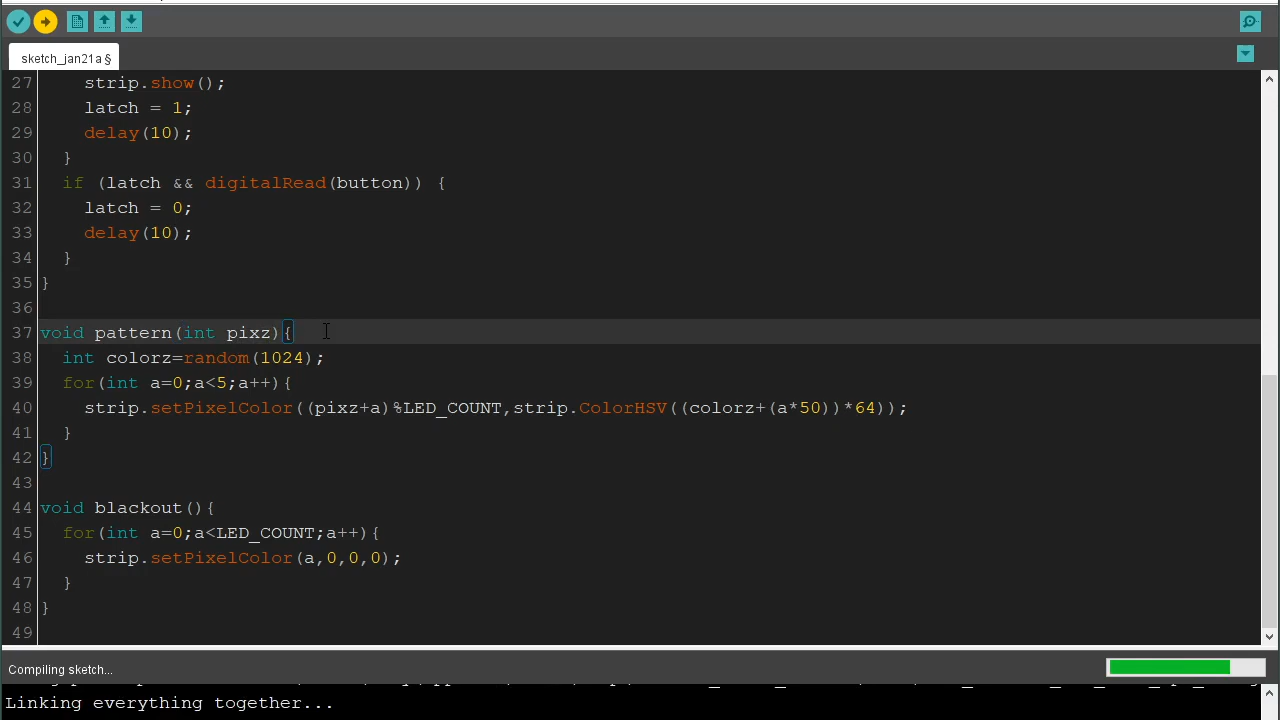 sketch_jan21a §
27 strip.show();
28 latch = 1;
29 delay(10);
30 }
31 if (latch && digitalRead(button)) {
32 latch = 0;
33 delay(10);
34 }
35 }
36
37 void pattern(int pixz){
38 int colorz=random(1024);
39 for(int a=0;a<5;a++){
40 strip.setPixelColor((pixz+a)%LED_COUNT,strip.ColorHSV((colorz+(a*50))*64));
41 }
42 }
43
44 void blackout(){
45 for(int a=0;a<LED_COUNT;a++){
46 strip.setPixelColor(a,0,0,0);
47 }
48 }
49
Compiling sketch...
Linking everything together...